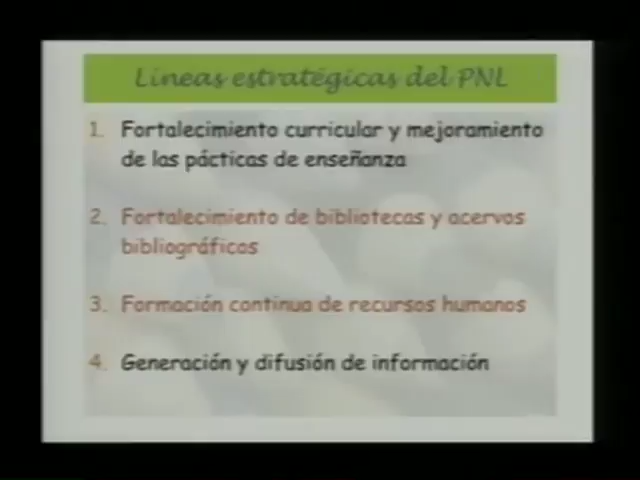 Líneas estratégicas del PNL
1. Fortalecimiento curricular y mejoramiento
de las pácticas de enseñanza
2. Fortalecimiento de bibliotecas y acervos
bibliográficos
3. Formación continua de recursos humanos
4. Generación y difusión de información